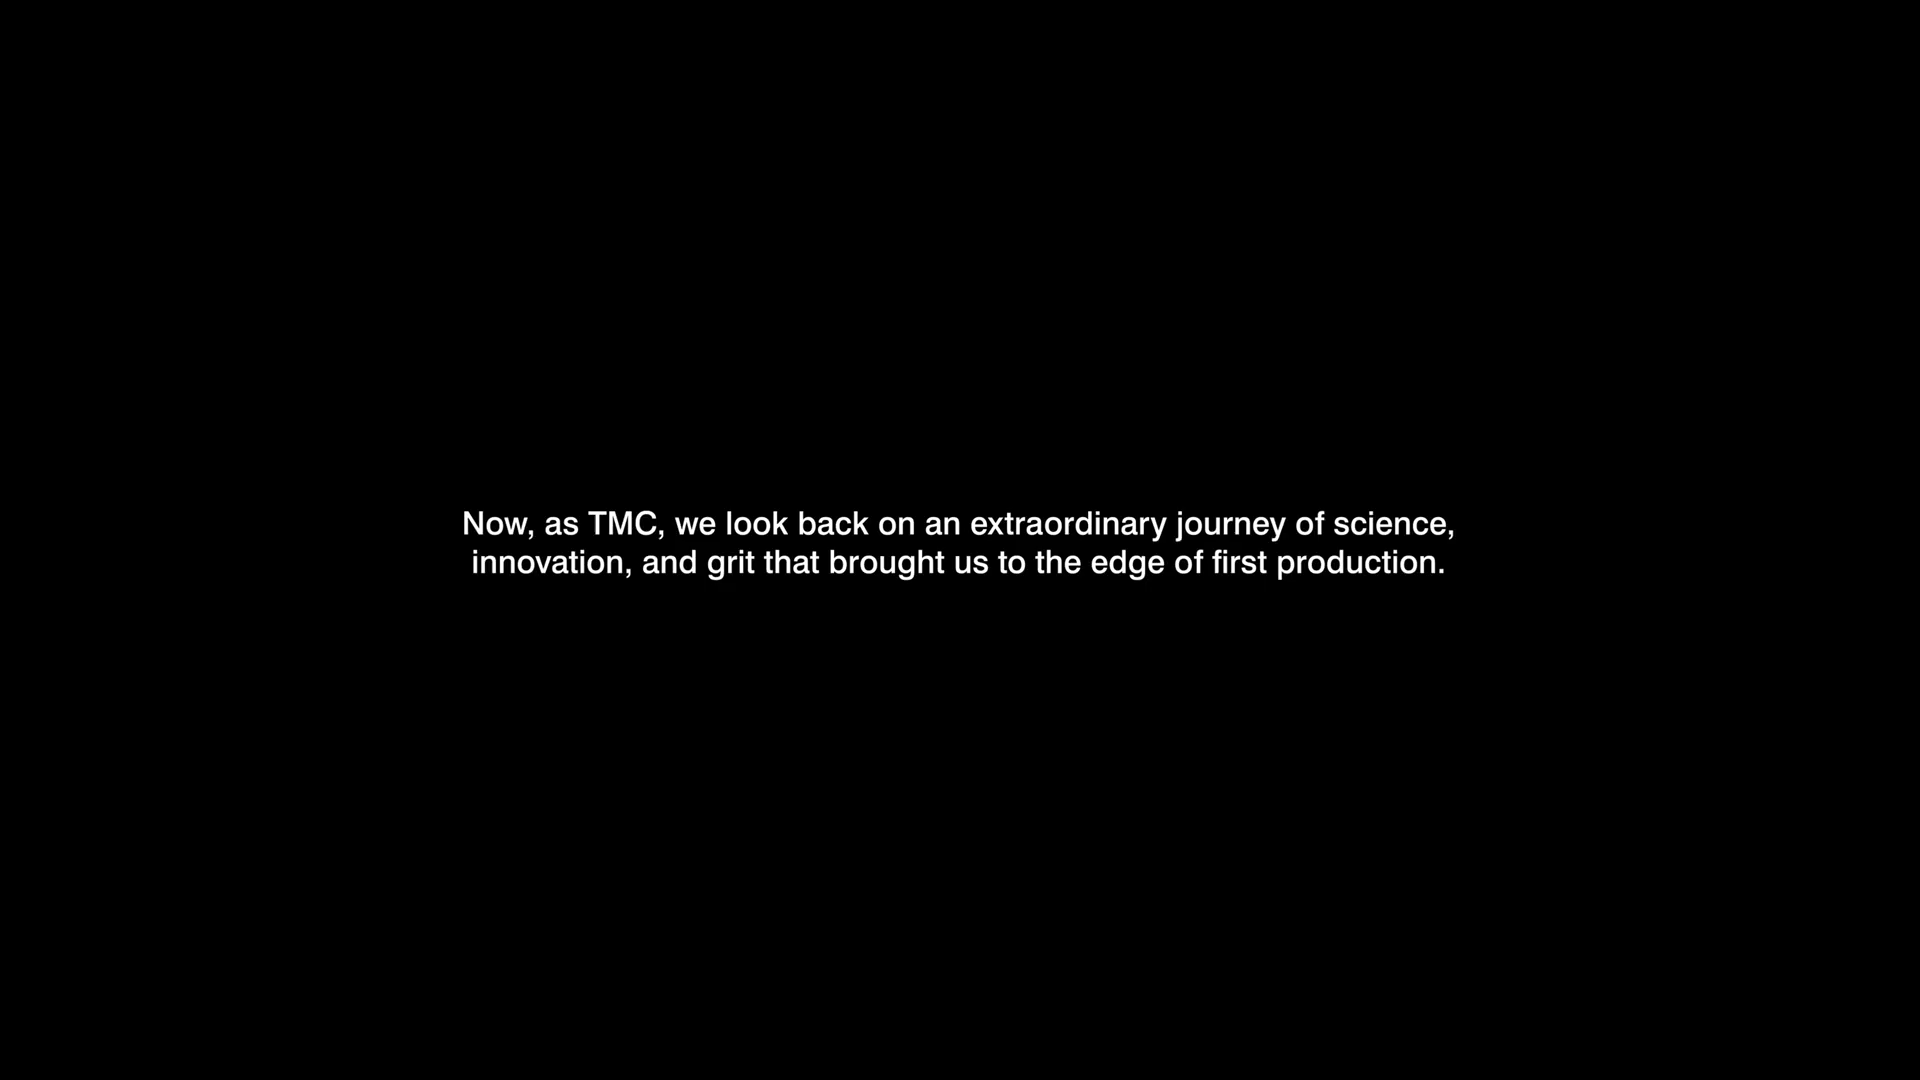 Now, as TMC, we look back on an extraordinary journey of science,
innovation, and grit that brought us to the edge of first production.